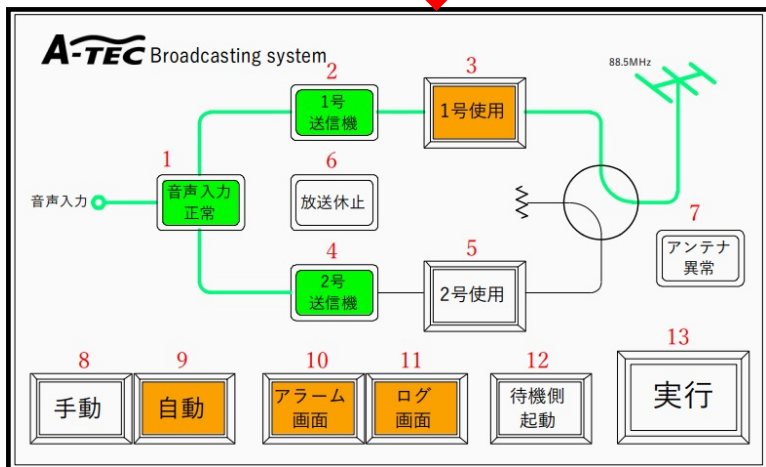 A-TEC Broadcasting system
2
3
88.5MHz
1号
送信機
1号使用
1
6
音声入力
音声入力
正常
放送休止
7
アンテナ
異常
4
5
2号
送信機
2号使用
8
9
10
11
12
13
手動
自動
アラーム
画面
ログ
画面
待機側
起動
実行